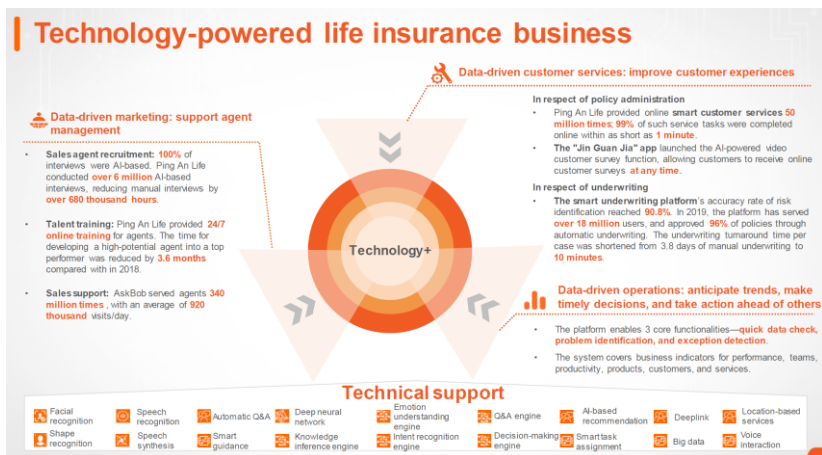 Technology-powered life insurance business
Data-driven customer services: improve customer experiences
In respect of policy administration
• Ping An Life provided online smart customer services 50
million times; 99% of such service tasks were completed
online within as short as 1 minute.
• The "Jin Guan Jia" app launched the AI-powered video
customer survey function, allowing customers to receive online
customer surveys at any time.
In respect of underwriting
• The smart underwriting platform's accuracy rate of risk
identification reached 90.8%. In 2019, the platform has served
over 18 million users, and approved 96% of policies through
automatic underwriting. The underwriting turnaround time per
case was shortened from 3.8 days of manual underwriting to
10 minutes.
Data-driven marketing: support agent
management
• Sales agent recruitment: 100% of
interviews were AI-based. Ping An Life
conducted over 6 million AI-based
interviews, reducing manual interviews by
over 680 thousand hours.
• Talent training: Ping An Life provided 24/7
online training for agents. The time for
developing a high-potential agent into a top
performer was reduced by 3.6 months
compared with in 2018.
• Sales support: AskBob served agents 340
million times , with an average of 920
thousand visits/day.
Technology+
Data-driven operations: anticipate trends, make
timely decisions, and take action ahead of others
• The platform enables 3 core functionalities—quick data check,
problem identification, and exception detection.
• The system covers business indicators for performance, teams,
productivity, products, customers, and services.
Technical support
Facial
recognition
Speech
recognition
Automatic Q&A
Deep neural
network
Emotion
understanding
engine
Q&A engine
AI-based
recommendation
Deeplink
Location-based
services
Shape
recognition
Speech
synthesis
Smart
guidance
Knowledge
inference engine
Intent recognition
engine
Decision-making
engine
Smart task
assignment
Big data
Voice
interaction